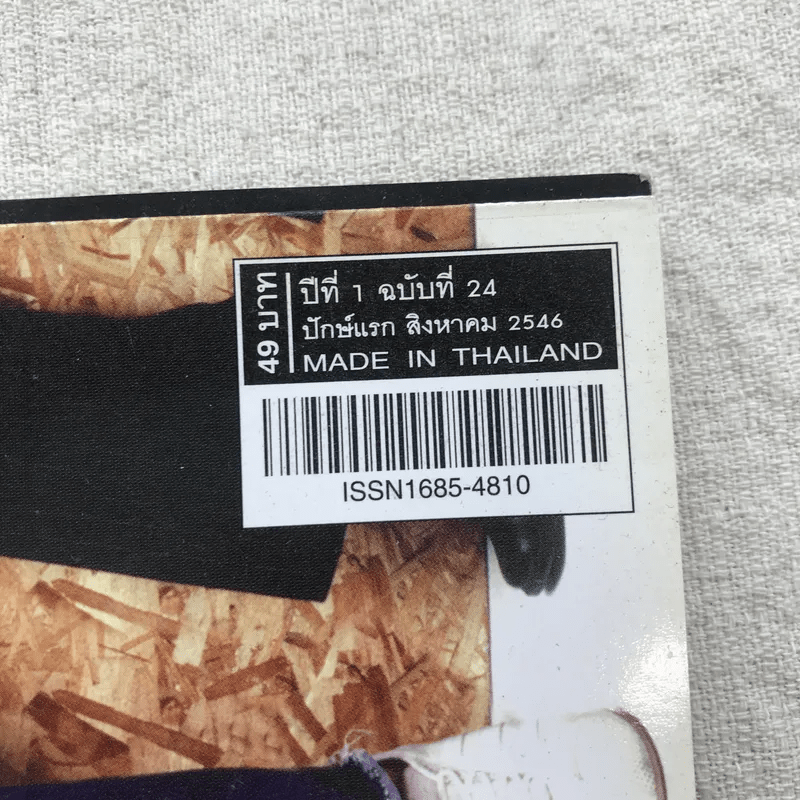 49 บาท
ปีที่ 1 ฉบับที่ 24
ปักษ์แรก สิงหาคม 2546
MADE IN THAILAND
ISSN1685-4810